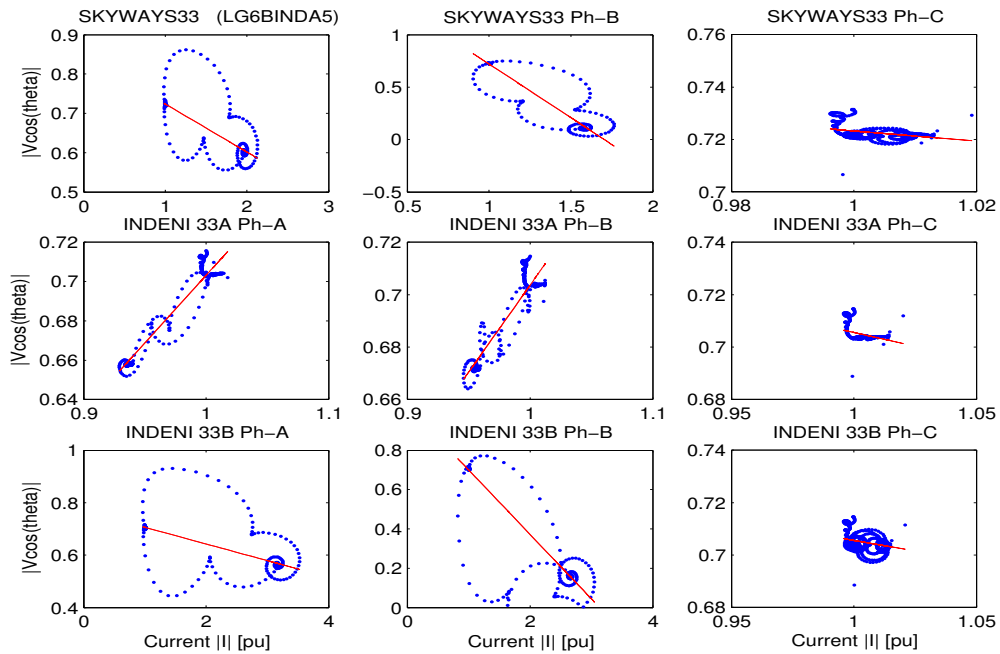 SKYWAYS33 (LG6BINDA5)
SKYWAYS33 Ph-B
SKYWAYS33 Ph-C
|Vcos(theta)|
0.9
0.8
0.7
0.6
0.5
0 1 2 3
1
0.5
0
-0.5
0.5 1 1.5 2
0.76
0.74
0.72
0.7
0.98 1 1.02
INDENI 33A Ph-A
INDENI 33A Ph-B
INDENI 33A Ph-C
|Vcos(theta)|
0.72
0.7
0.68
0.66
0.64
0.9 1 1.1
0.72
0.7
0.68
0.66
0.9 1 1.1
0.74
0.72
0.7
0.68
0.95 1 1.05
INDENI 33B Ph-A
INDENI 33B Ph-B
INDENI 33B Ph-C
|Vcos(theta)|
1
0.8
0.6
0.4
0 2 4
0.8
0.6
0.4
0.2
0
0 1 2 3 4
0.74
0.72
0.7
0.68
0.95 1 1.05
Current |I| [pu]
Current |I| [pu]
Current |I| [pu]